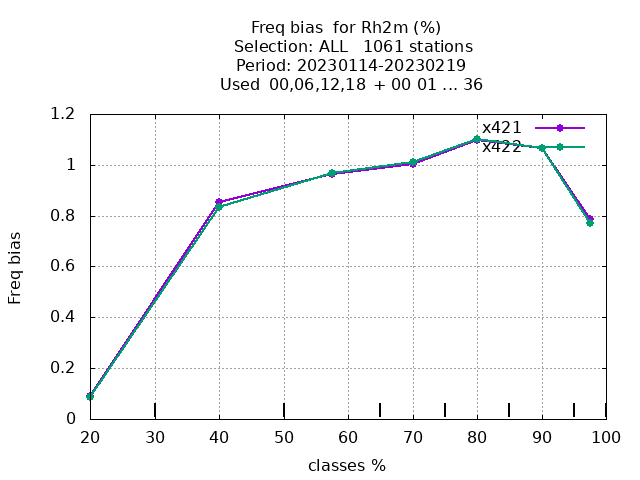 Freq bias  for Rh2m (%)
Selection: ALL   1061 stations
Period: 20230114-20230219
Used  00,06,12,18  + 00 01 ... 36
x421
x422
1.2
1
0.8
0.6
0.4
0.2
0
Freq bias
20 30 40 50 60 70 80 90 100
classes %